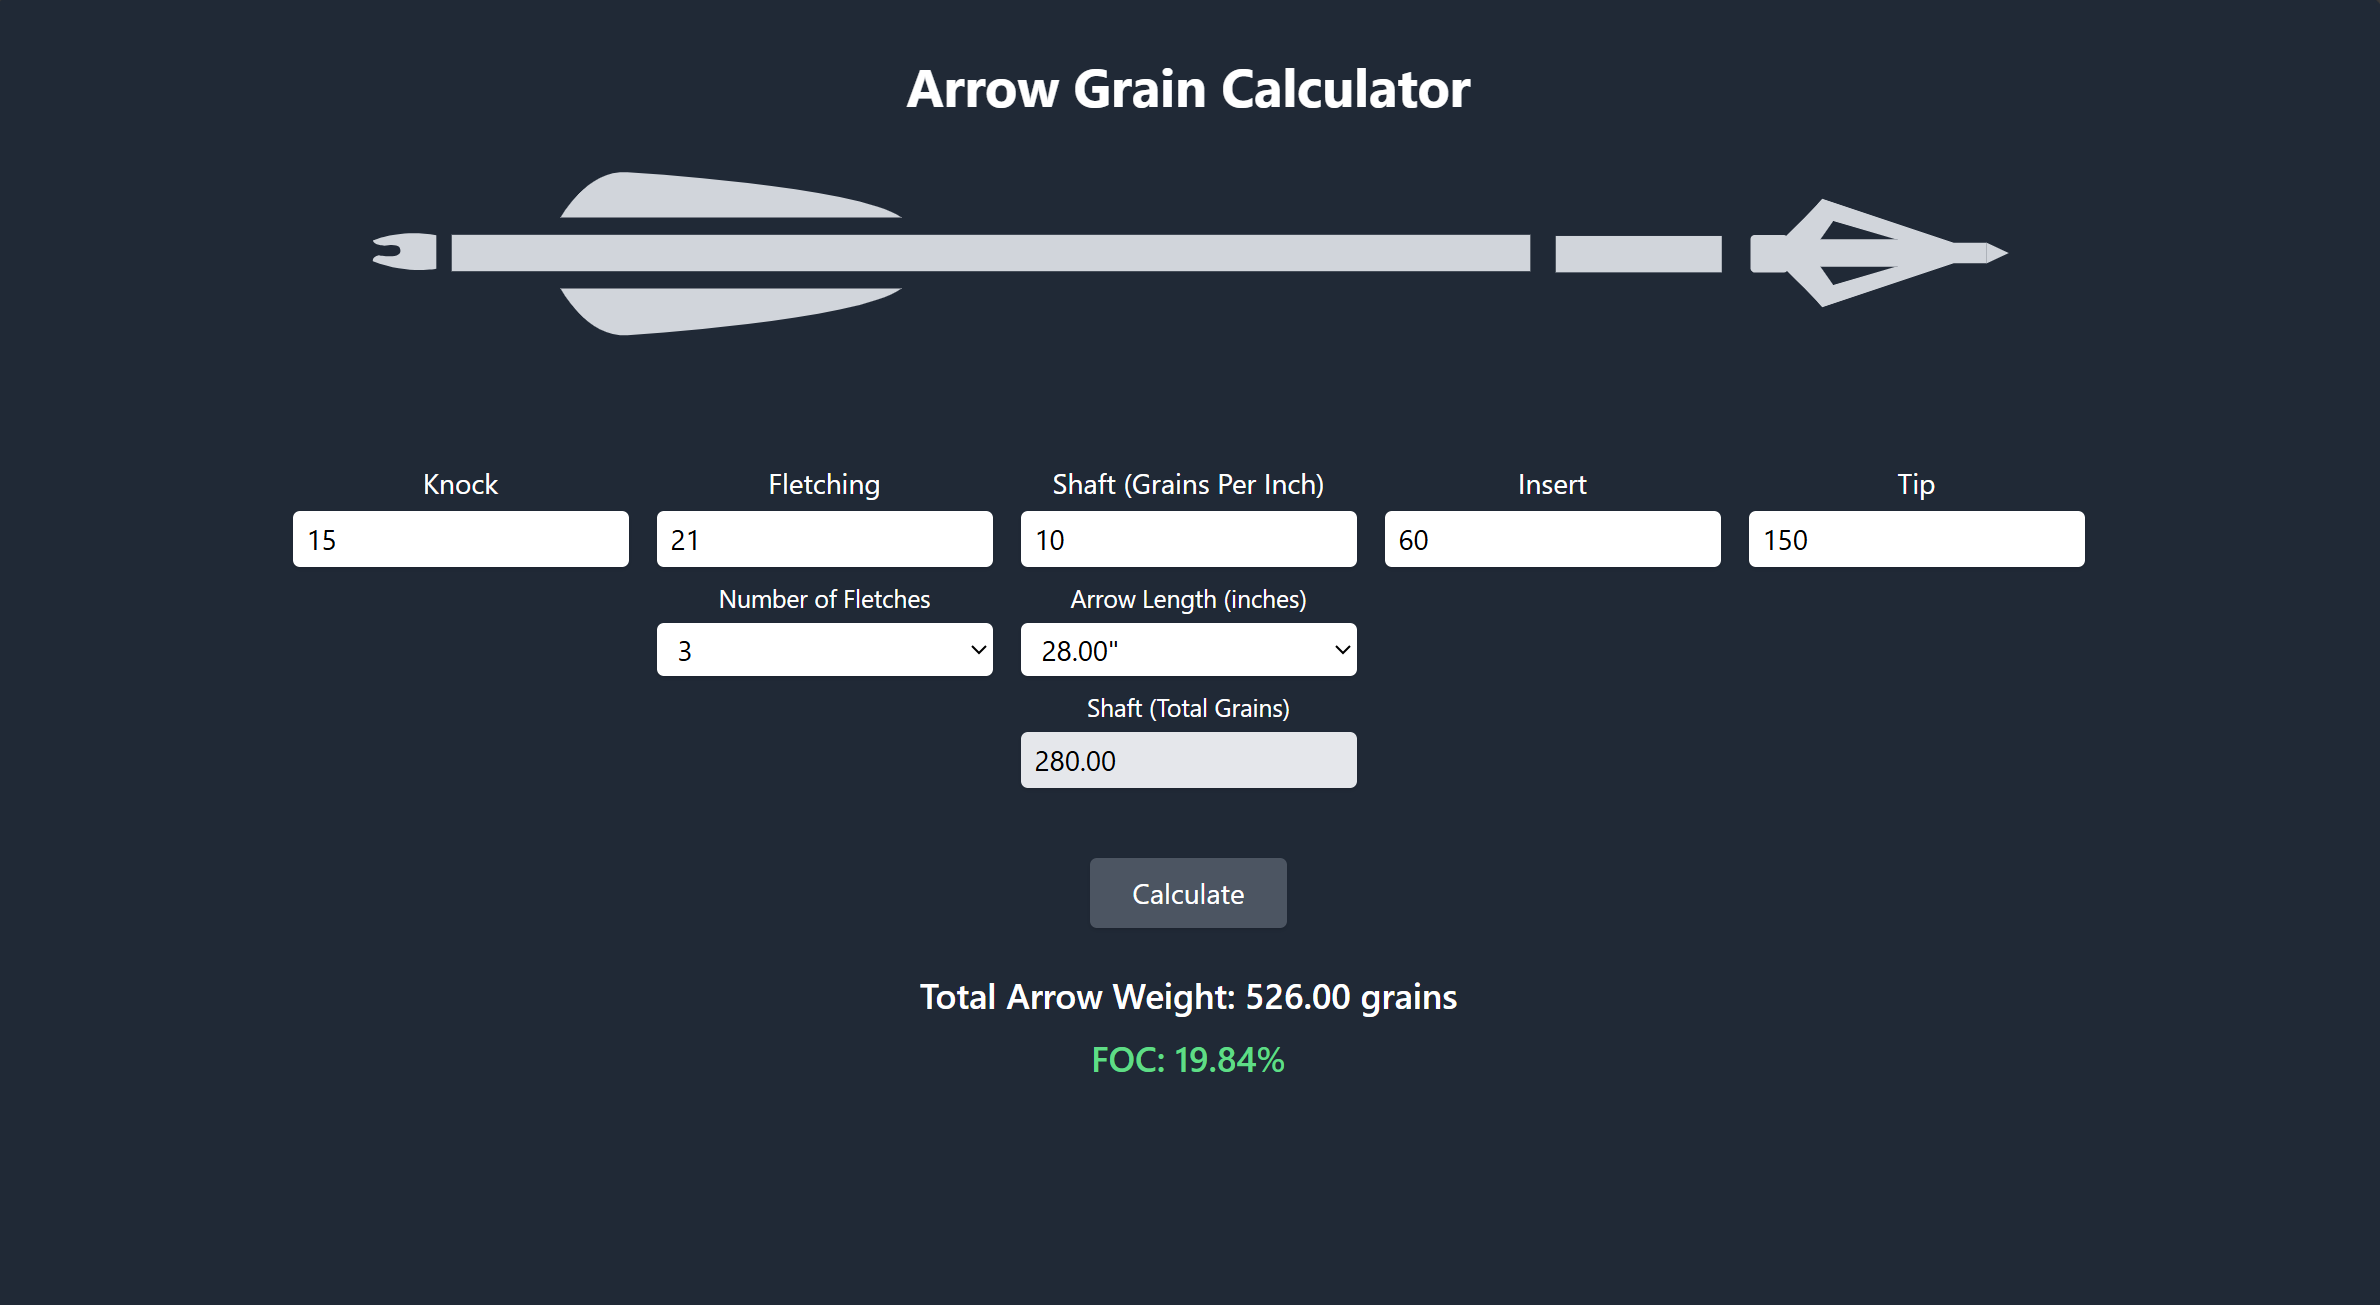 Arrow Grain Calculator
Knock
Fletching
Shaft (Grains Per Inch)
Insert
Tip
15
21
10
60
150
Number of Fletches
Arrow Length (inches)
3
28.00"
Shaft (Total Grains)
280.00
Calculate
Total Arrow Weight: 526.00 grains
FOC: 19.84%